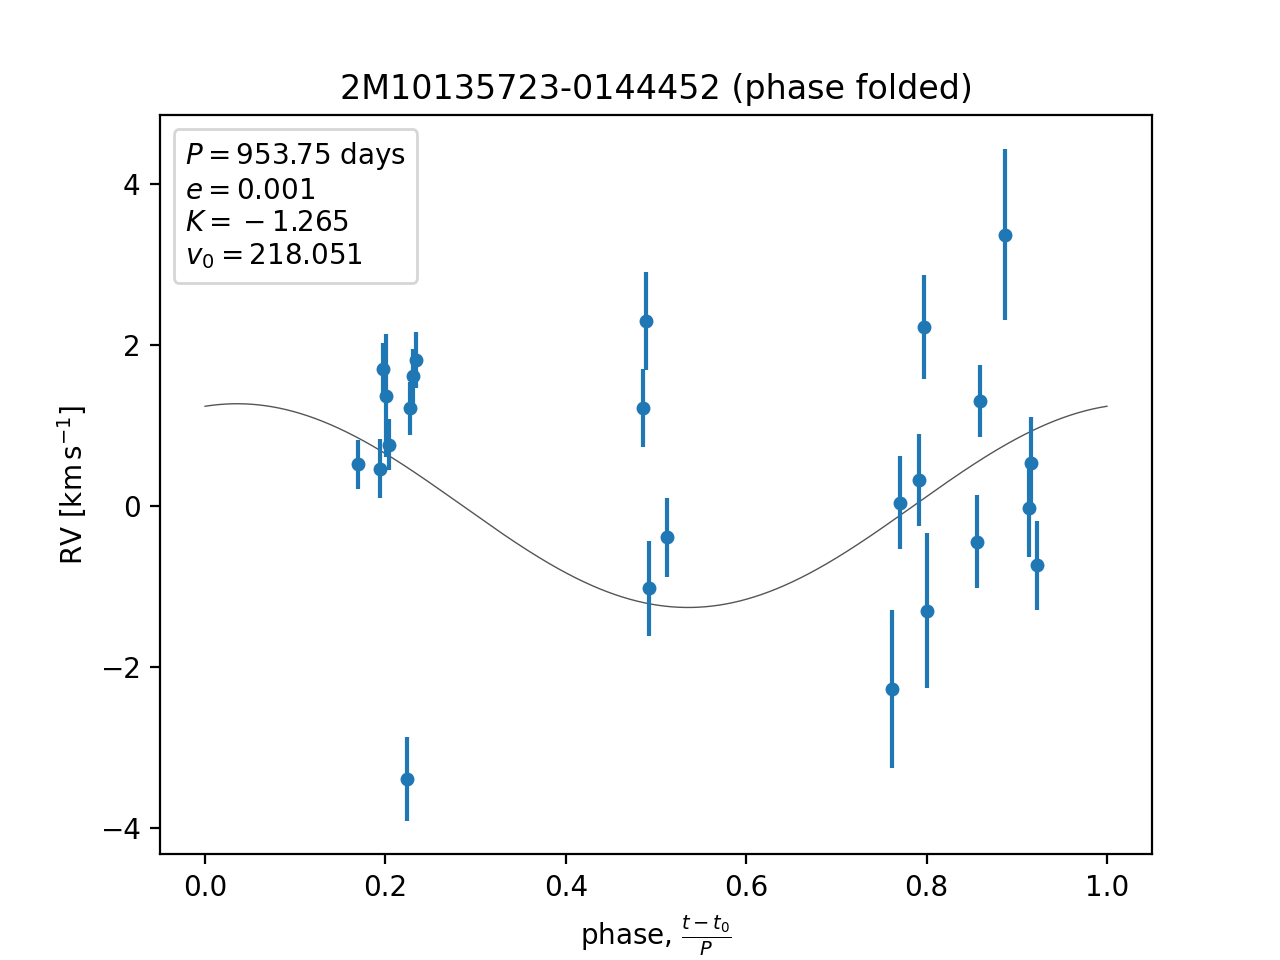 2M10135723-0144452 (phase folded)
P = 953.75 days
e = 0.001
K = −1.265
v₀ = 218.051
RV [km s⁻¹]
4
2
0
−2
−4
0.0 0.2 0.4 0.6 0.8 1.0
phase, (t − t₀)/P